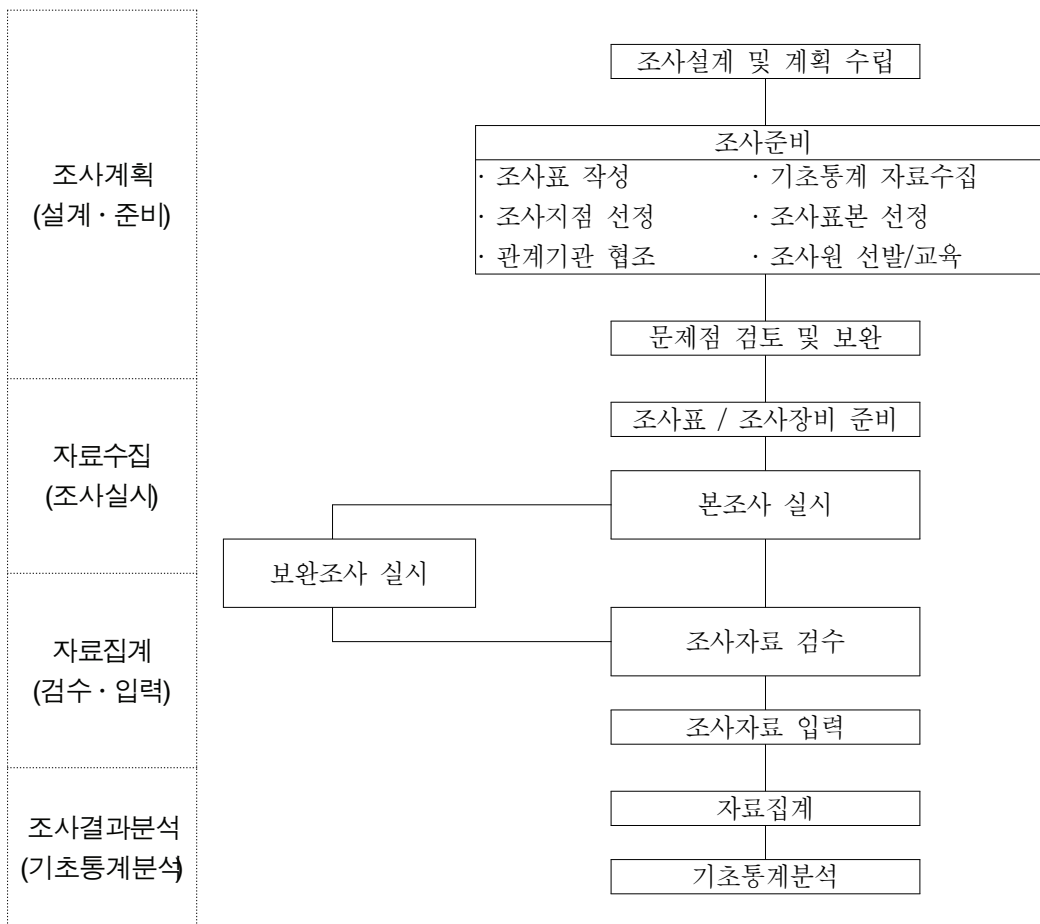 조사계획
(설계 · 준비)
조사설계 및 계획 수립
조사준비
· 조사표 작성 · 기초통계 자료수집
· 조사지점 선정 · 조사표본 선정
· 관계기관 협조 · 조사원 선발/교육
문제점 검토 및 보완
자료수집
(조사실시)
조사표 / 조사장비 준비
본조사 실시
보완조사 실시
자료집계
(검수 · 입력)
조사자료 검수
조사자료 입력
조사결과분석
(기초통계분석)
자료집계
기초통계분석